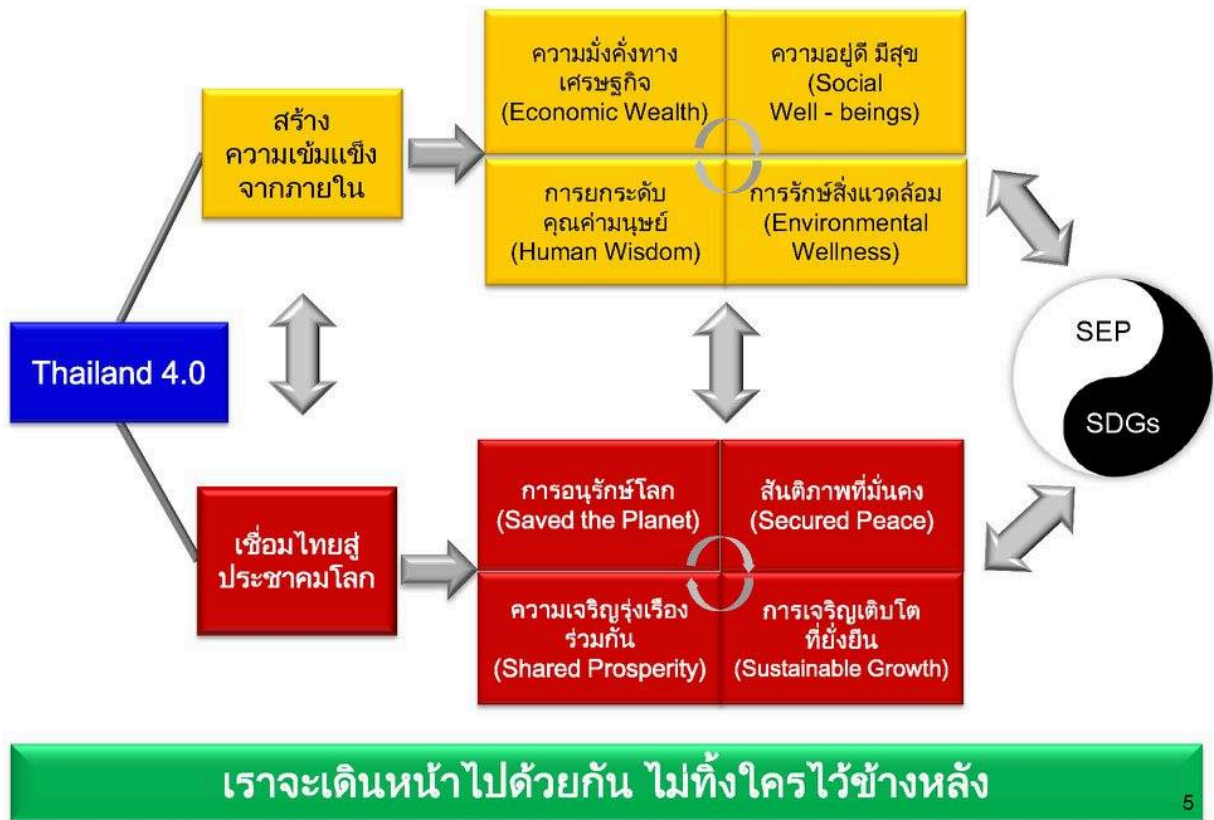 Thailand 4.0
สร้าง
ความเข้มแข็ง
จากภายใน
ความมั่งคั่งทาง
เศรษฐกิจ
(Economic Wealth)
ความอยู่ดี มีสุข
(Social
Well - beings)
การยกระดับ
คุณค่ามนุษย์
(Human Wisdom)
การรักษ์สิ่งแวดล้อม
(Environmental
Wellness)
SEP
SDGs
เชื่อมไทยสู่
ประชาคมโลก
การอนุรักษ์โลก
(Saved the Planet)
สันติภาพที่มั่นคง
(Secured Peace)
ความเจริญรุ่งเรือง
ร่วมกัน
(Shared Prosperity)
การเจริญเติบโต
ที่ยั่งยืน
(Sustainable Growth)
เราจะเดินหน้าไปด้วยกัน ไม่ทิ้งใครไว้ข้างหลัง
5